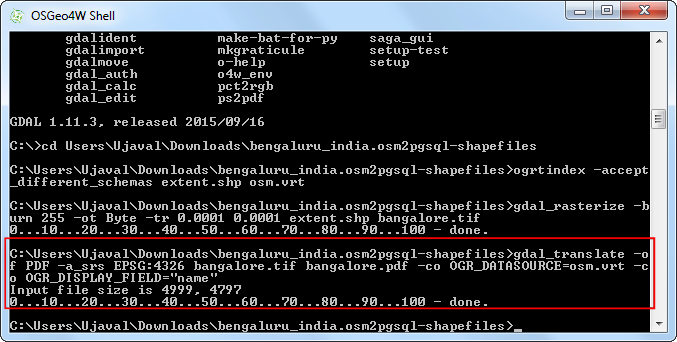 OSGeo4W Shell
gdalident make-bat-for-py saga_gui
gdalimport mkgraticule setup-test
gdalmove o-help setup
gdal_auth o4w_env
gdal_calc pct2rgb
gdal_edit ps2pdf
GDAL 1.11.3, released 2015/09/16
C:\>cd Users\Ujaval\Downloads\bengaluru_india.osm2pgsql-shapefiles
C:\Users\Ujaval\Downloads\bengaluru_india.osm2pgsql-shapefiles>ogrtindex -accept
_different_schemas extent.shp osm.vrt
C:\Users\Ujaval\Downloads\bengaluru_india.osm2pgsql-shapefiles>gdal_rasterize -b
urn 255 -ot Byte -tr 0.0001 0.0001 extent.shp bangalore.tif
0...10...20...30...40...50...60...70...80...90...100 - done.
C:\Users\Ujaval\Downloads\bengaluru_india.osm2pgsql-shapefiles>gdal_translate -o
f PDF -a_srs EPSG:4326 bangalore.tif bangalore.pdf -co OGR_DATASOURCE=osm.vrt -c
o OGR_DISPLAY_FIELD="name"
Input file size is 4999, 4797
0...10...20...30...40...50...60...70...80...90...100 - done.
C:\Users\Ujaval\Downloads\bengaluru_india.osm2pgsql-shapefiles>_